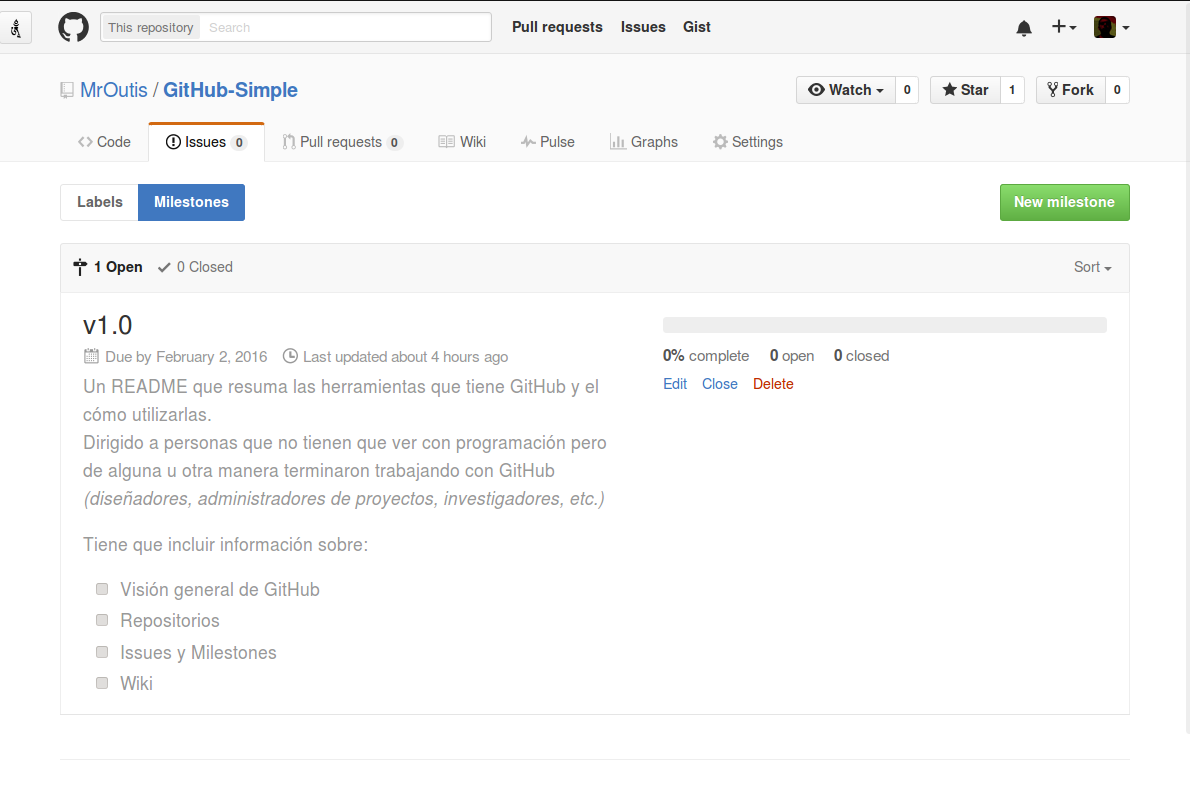 This repository Search Pull requests Issues Gist
MrOutis / GitHub-Simple Watch 0 Star 1 Fork 0
Code Issues 0 Pull requests 0 Wiki Pulse Graphs Settings
Labels Milestones New milestone
1 Open 0 Closed Sort
v1.0
Due by February 2, 2016 Last updated about 4 hours ago
Un README que resuma las herramientas que tiene GitHub y el
cómo utilizarlas.
Dirigido a personas que no tienen que ver con programación pero
de alguna u otra manera terminaron trabajando con GitHub
(diseñadores, administradores de proyectos, investigadores, etc.)
Tiene que incluir información sobre:
Visión general de GitHub
Repositorios
Issues y Milestones
Wiki
0% complete 0 open 0 closed
Edit Close Delete